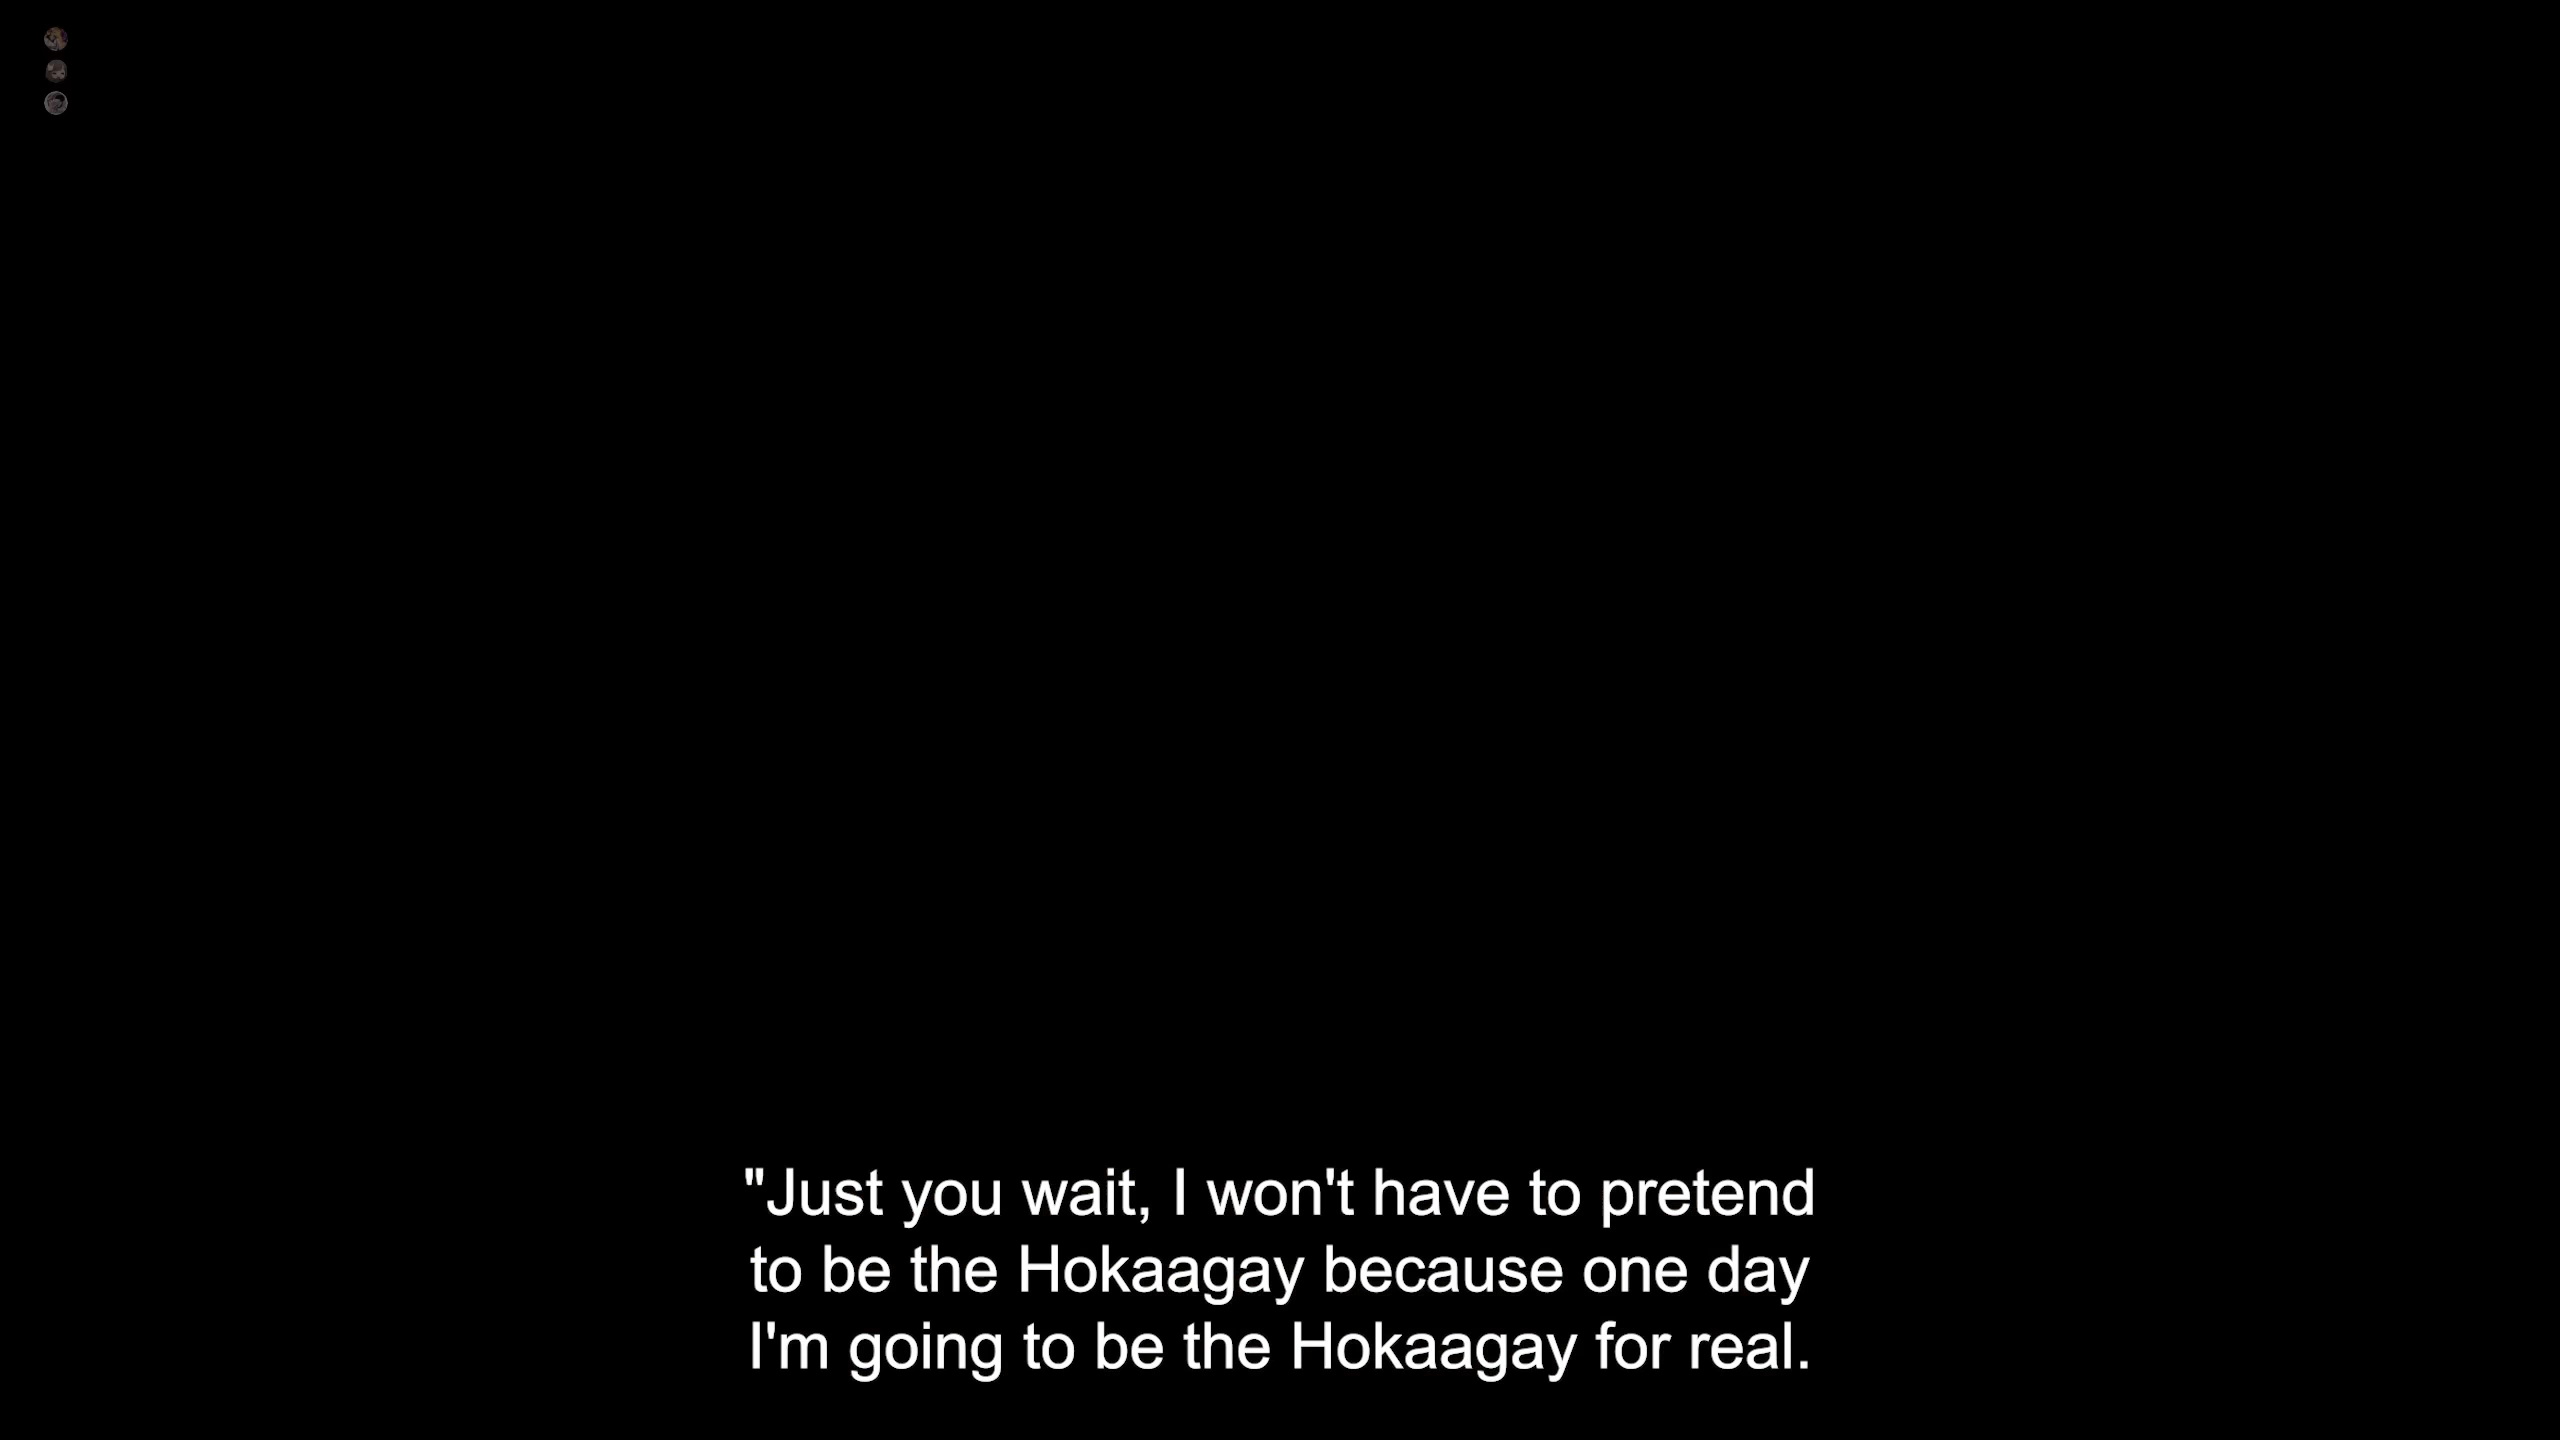 "Just you wait, I won't have to pretend
to be the Hokaagay because one day
I'm going to be the Hokaagay for real.